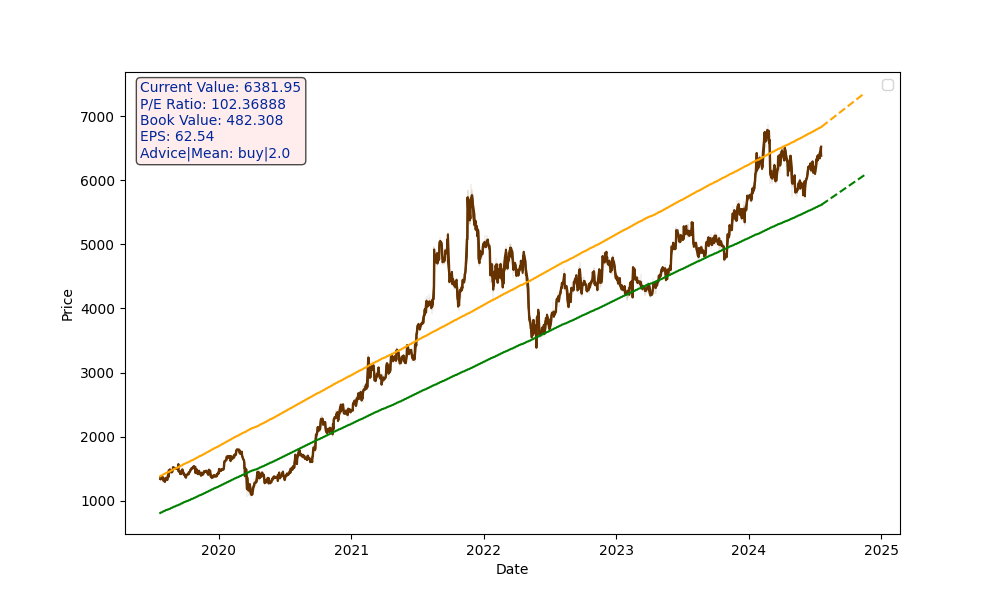 Current Value: 6381.95
P/E Ratio: 102.36888
Book Value: 482.308
EPS: 62.54
Advice|Mean: buy|2.0
7000
6000
5000
4000
3000
2000
1000
Price
2020 2021 2022 2023 2024 2025
Date